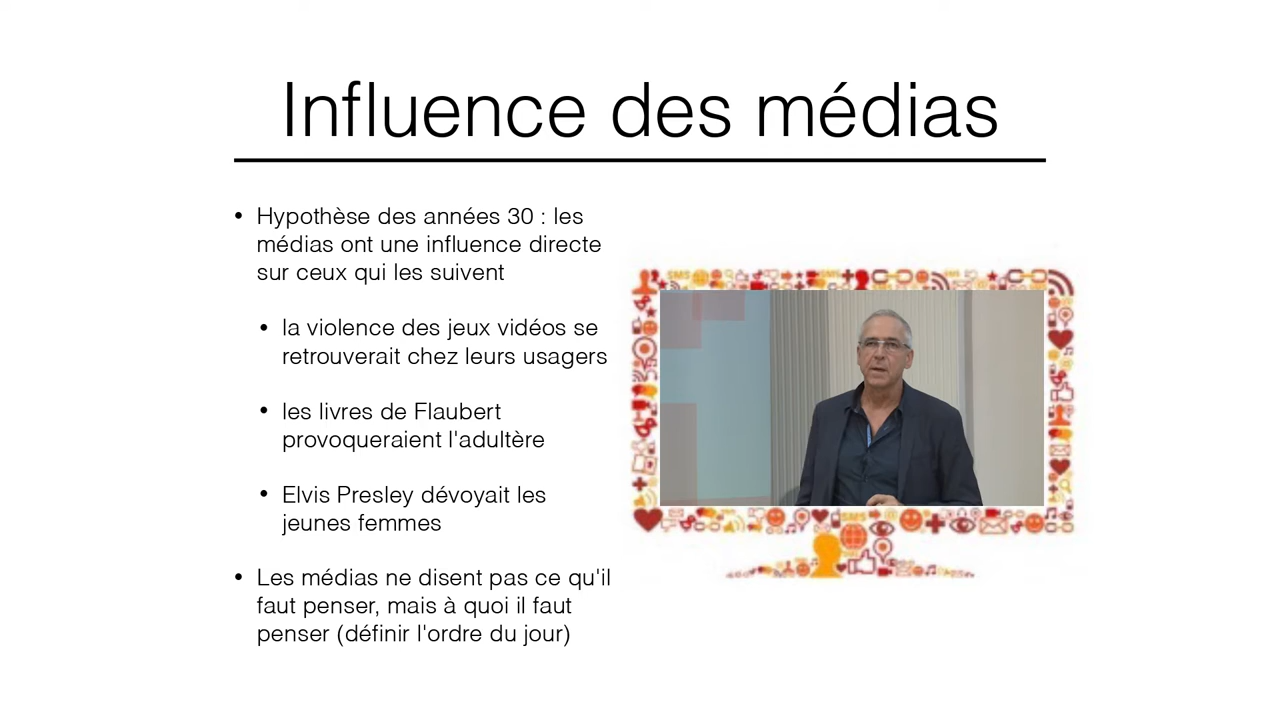 Influence des médias
• Hypothèse des années 30 : les
médias ont une influence directe
sur ceux qui les suivent
• la violence des jeux vidéos se
retrouverait chez leurs usagers
• les livres de Flaubert
provoqueraient l'adultère
• Elvis Presley dévoyait les
jeunes femmes
• Les médias ne disent pas ce qu'il
faut penser, mais à quoi il faut
penser (définir l'ordre du jour)
SMS
SMS